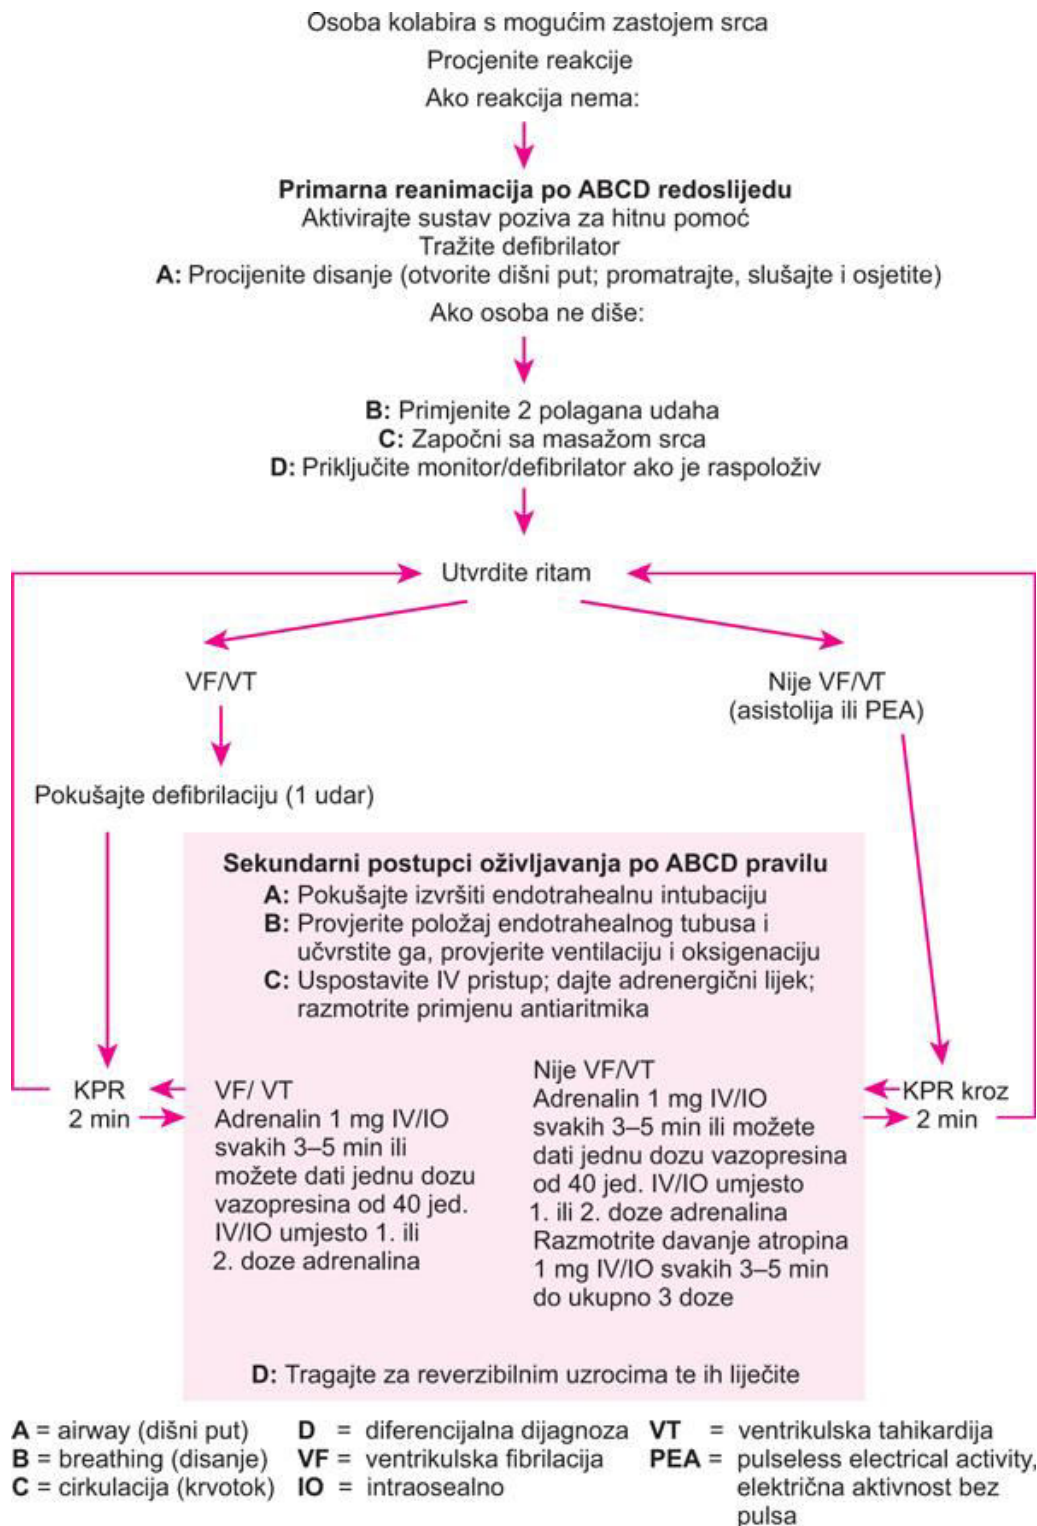 Osoba kolabira s mogućim zastojem srca
Procjenite reakcije
Ako reakcija nema:
Primarna reanimacija po ABCD redoslijedu
Aktivirajte sustav poziva za hitnu pomoć
Tražite defibrilator
A: Procijenite disanje (otvorite dišni put; promatrajte, slušajte i osjetite)
Ako osoba ne diše:
B: Primjenite 2 polagana udaha
C: Započni sa masažom srca
D: Priključite monitor/defibrilator ako je raspoloživ
Utvrdite ritam
VF/VT
Nije VF/VT
(asistolija ili PEA)
Pokušajte defibrilaciju (1 udar)
Sekundarni postupci oživljavanja po ABCD pravilu
A: Pokušajte izvršiti endotrahealnu intubaciju
B: Provjerite položaj endotrahealnog tubusa i
učvrstite ga, provjerite ventilaciju i oksigenaciju
C: Uspostavite IV pristup; dajte adrenergični lijek;
razmotrite primjenu antiaritmika
KPR
2 min
VF/ VT
Adrenalin 1 mg IV/IO
svakih 3–5 min ili
možete dati jednu dozu
vazopresina od 40 jed.
IV/IO umjesto 1. ili
2. doze adrenalina
Nije VF/VT
Adrenalin 1 mg IV/IO
svakih 3–5 min ili možete
dati jednu dozu vazopresina
od 40 jed. IV/IO umjesto
1. ili 2. doze adrenalina
Razmotrite davanje atropina
1 mg IV/IO svakih 3–5 min
do ukupno 3 doze
KPR kroz
2 min
D: Tragajte za reverzibilnim uzrocima te ih liječite
A = airway (dišni put)
B = breathing (disanje)
C = cirkulacija (krvotok)
D = diferencijalna dijagnoza
VF = ventrikulska fibrilacija
IO = intraosealno
VT = ventrikulska tahikardija
PEA = pulseless electrical activity,
električna aktivnost bez
pulsa